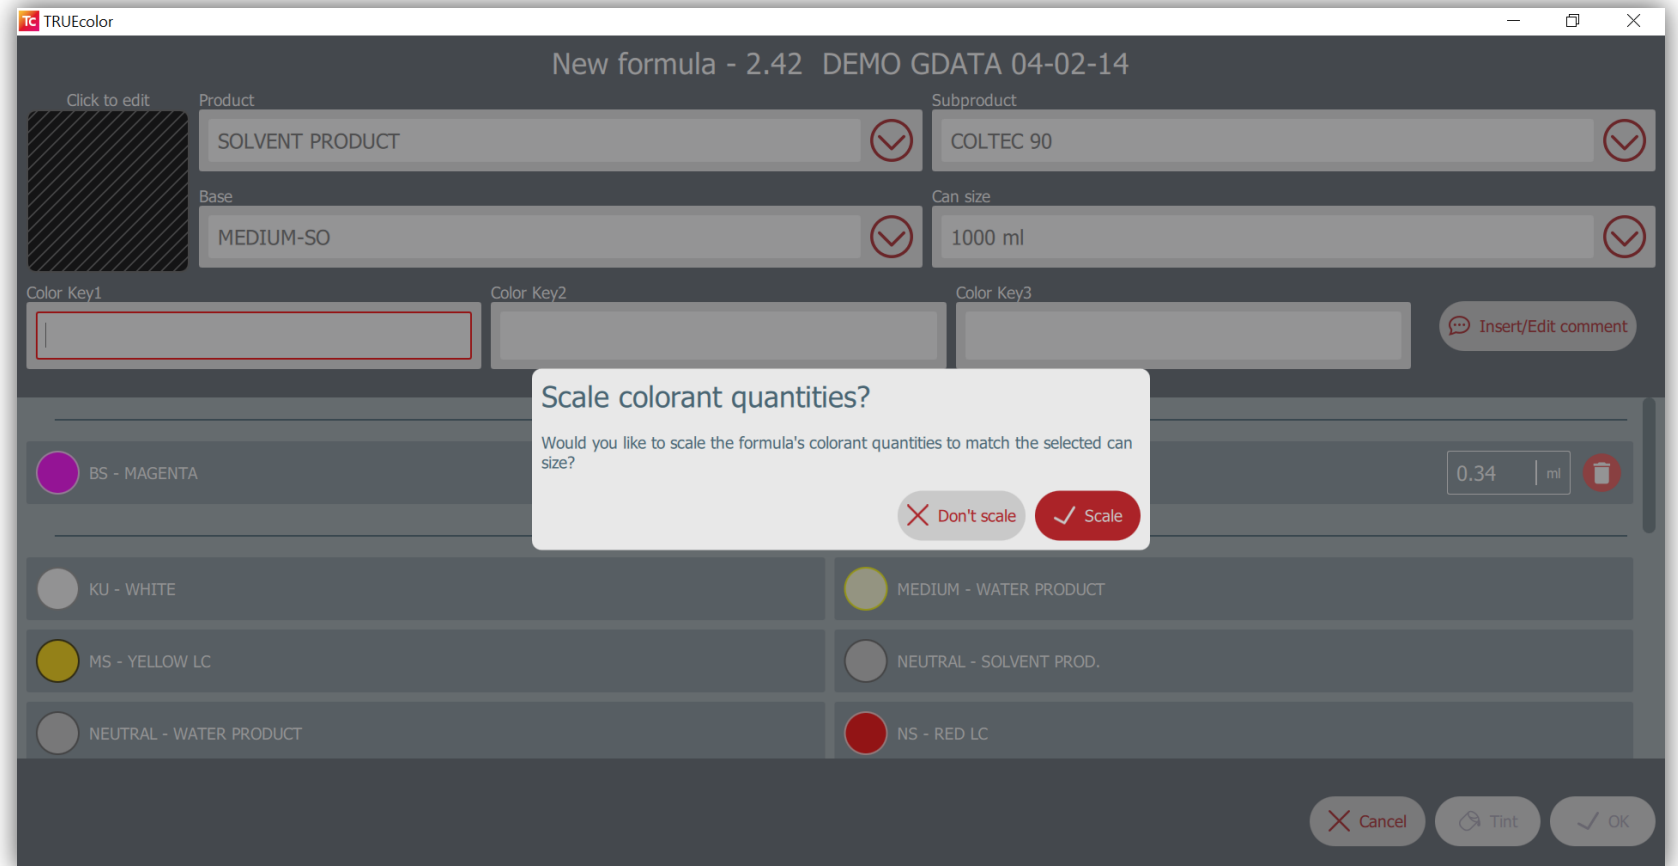 Tc TRUEcolor
New formula - 2.42 DEMO GDATA 04-02-14
Click to edit
Product
Subproduct
SOLVENT PRODUCT
COLTEC 90
Base
Can size
MEDIUM-SO
1000 ml
Color Key1
Color Key2
Color Key3
Insert/Edit comment
Scale colorant quantities?
Would you like to scale the formula's colorant quantities to match the selected can
size?
Don't scale
Scale
BS - MAGENTA
0.34 ml
KU - WHITE
MEDIUM - WATER PRODUCT
MS - YELLOW LC
NEUTRAL - SOLVENT PROD.
NEUTRAL - WATER PRODUCT
NS - RED LC
Cancel
Tint
OK